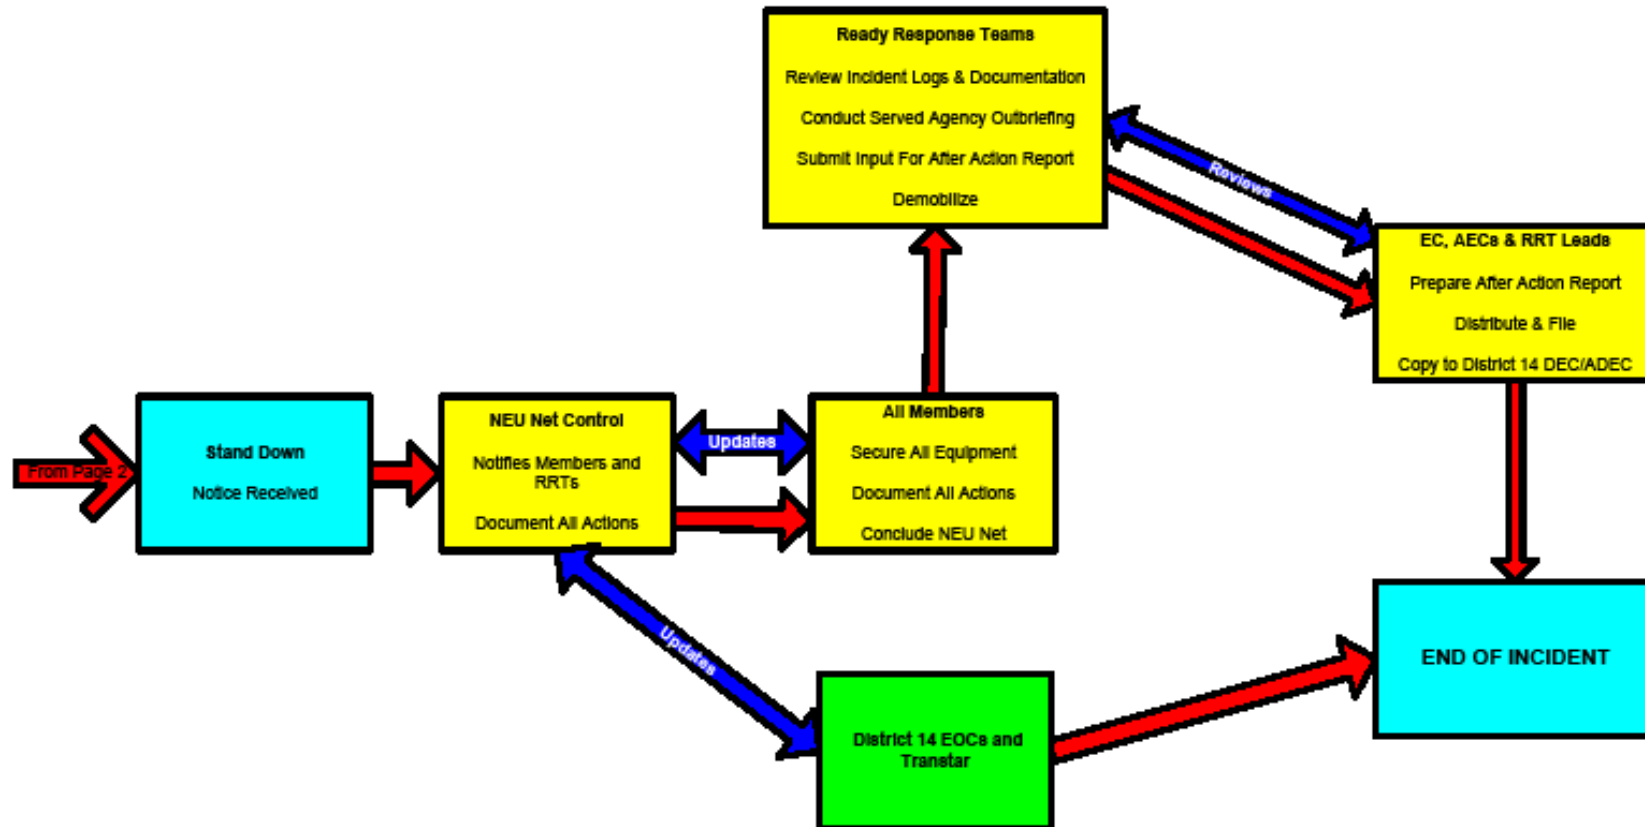 Ready Response Teams
Review Incident Logs & Documentation
Conduct Served Agency Outbriefing
Submit Input For After Action Report
Demobilize
Reviews
EC, AECs & RRT Leads
Prepare After Action Report
Distribute & File
Copy to District 14 DEC/ADEC
From Page 2
Stand Down
Notice Received
NEU Net Control
Notifies Members and
RRTs
Document All Actions
Updates
All Members
Secure All Equipment
Document All Actions
Conclude NEU Net
Updates
District 14 EOCs and
Transtar
END OF INCIDENT